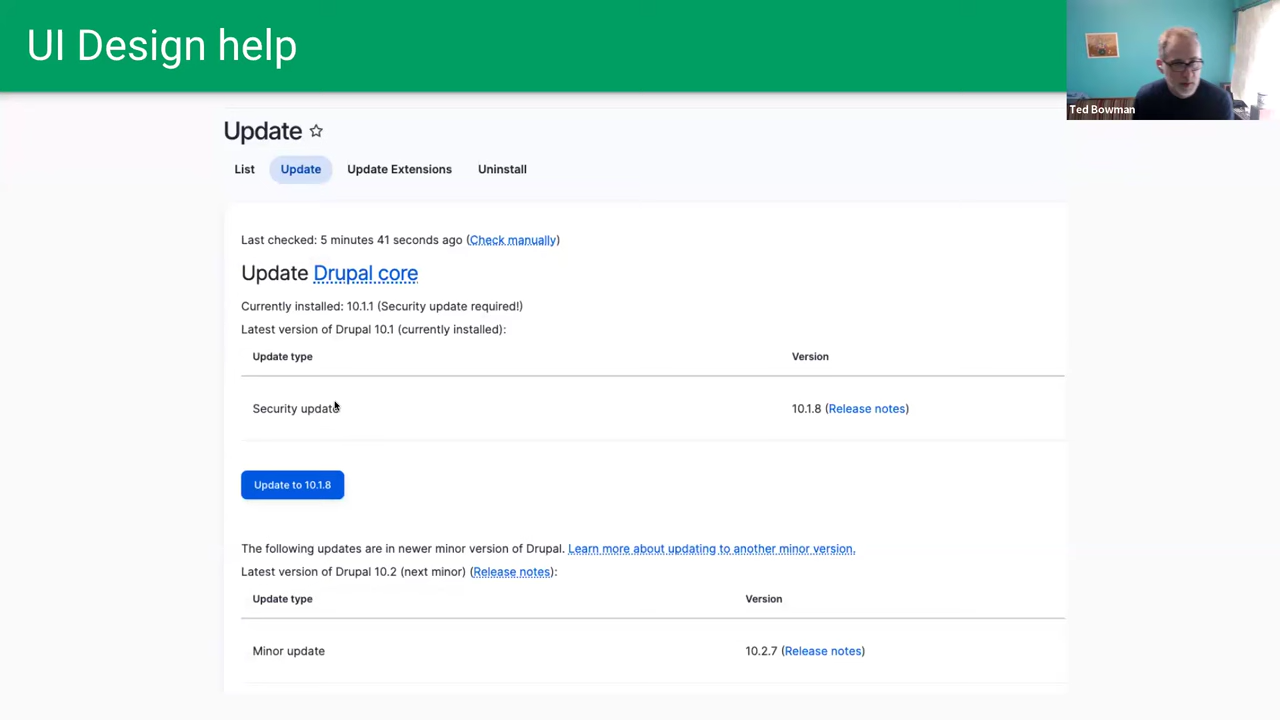 UI Design help
Ted Bowman
Update
List Update Update Extensions Uninstall
Last checked: 5 minutes 41 seconds ago (Check manually)
Update Drupal core
Currently installed: 10.1.1 (Security update required!)
Latest version of Drupal 10.1 (currently installed):
Update type Version
Security update 10.1.8 (Release notes)
Update to 10.1.8
The following updates are in newer minor version of Drupal. Learn more about updating to another minor version.
Latest version of Drupal 10.2 (next minor) (Release notes):
Update type Version
Minor update 10.2.7 (Release notes)